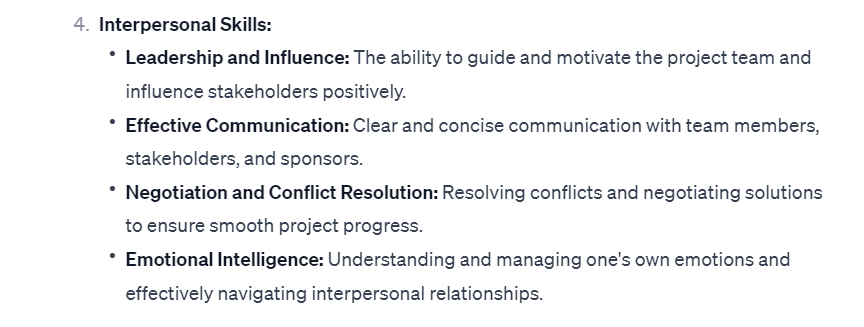 4. Interpersonal Skills:
• Leadership and Influence: The ability to guide and motivate the project team and
influence stakeholders positively.
• Effective Communication: Clear and concise communication with team members,
stakeholders, and sponsors.
• Negotiation and Conflict Resolution: Resolving conflicts and negotiating solutions
to ensure smooth project progress.
• Emotional Intelligence: Understanding and managing one's own emotions and
effectively navigating interpersonal relationships.